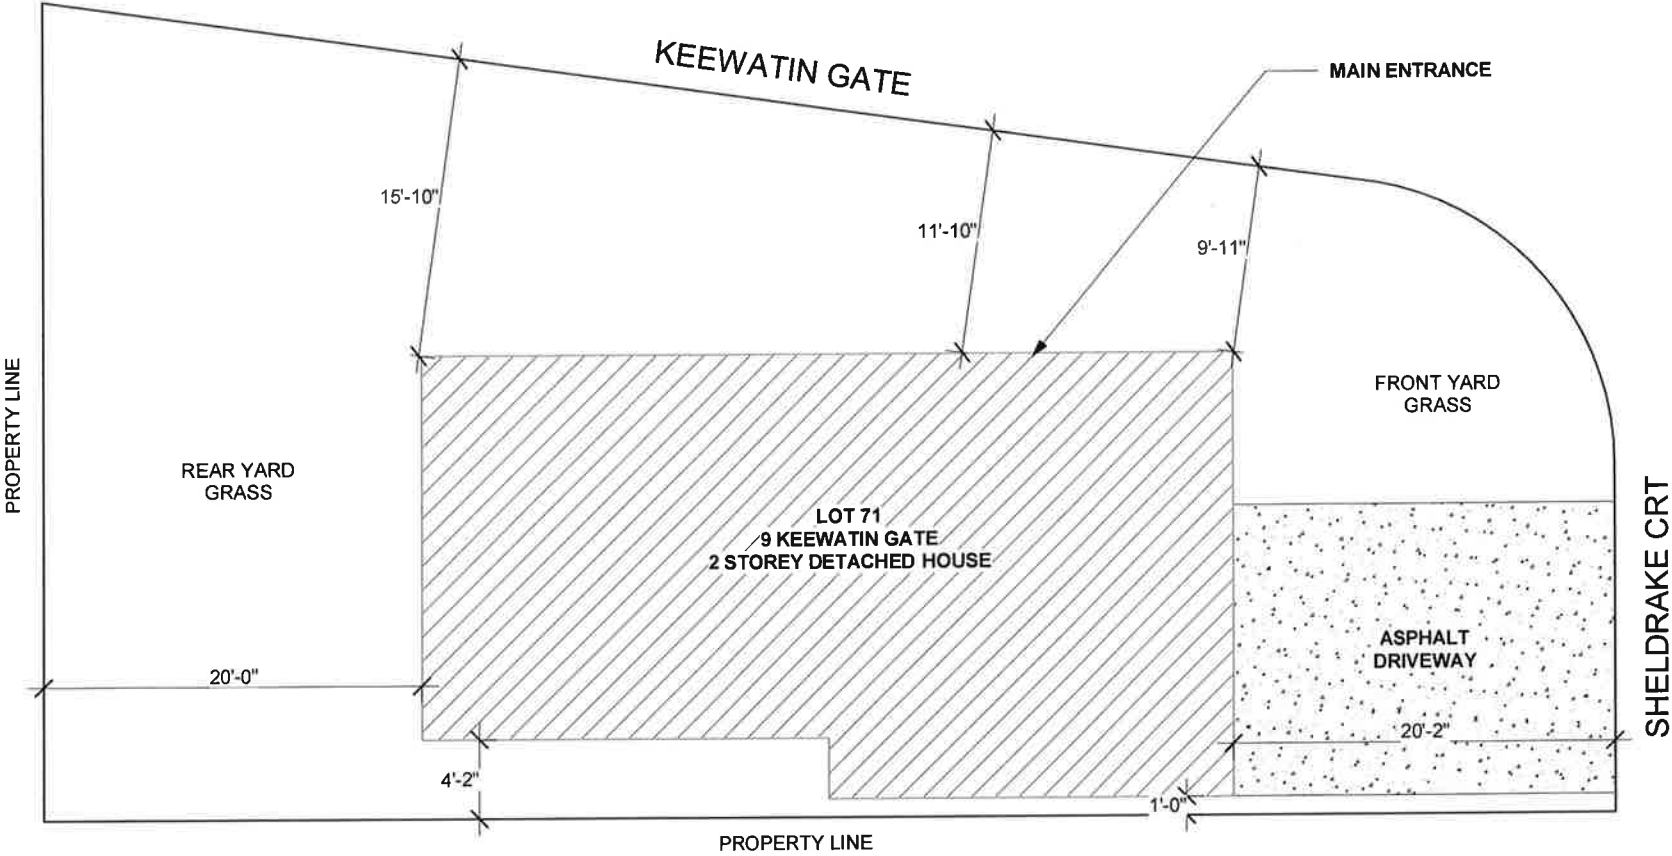 KEEWATIN GATE
MAIN ENTRANCE
15'-10"
11'-10"
9'-11"
FRONT YARD
GRASS
PROPERTY LINE
REAR YARD
GRASS
LOT 71
9 KEEWATIN GATE
2 STOREY DETACHED HOUSE
SHELDRAKE CRT
ASPHALT
DRIVEWAY
20'-0"
20'-2"
4'-2"
1'-0"
PROPERTY LINE